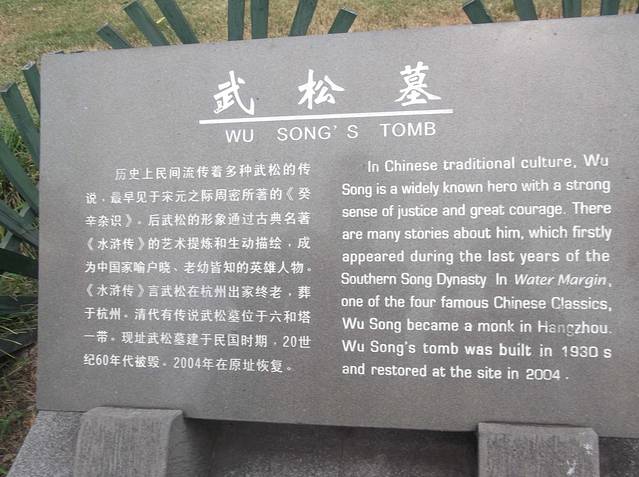 武松墓
WU SONG'S TOMB
历史上民间流传着多种武松的传
说，最早见于宋元之际周密所著的《癸
辛杂识》。后武松的形象通过古典名著
《水浒传》的艺术提炼和生动描绘，成
为中国家喻户晓、老幼皆知的英雄人物。
《水浒传》言武松在杭州出家终老，葬
于杭州。清代有传说武松墓位于六和塔
一带。现址武松墓建于民国时期，20世
纪60年代被毁。2004年在原址恢复。
In Chinese traditional culture, Wu
Song is a widely known hero with a strong
sense of justice and great courage. There
are many stories about him, which firstly
appeared during the last years of the
Southern Song Dynasty In Water Margin,
one of the four famous Chinese Classics,
Wu Song became a monk in Hangzhou.
Wu Song's tomb was built in 1930 s
and restored at the site in 2004 .